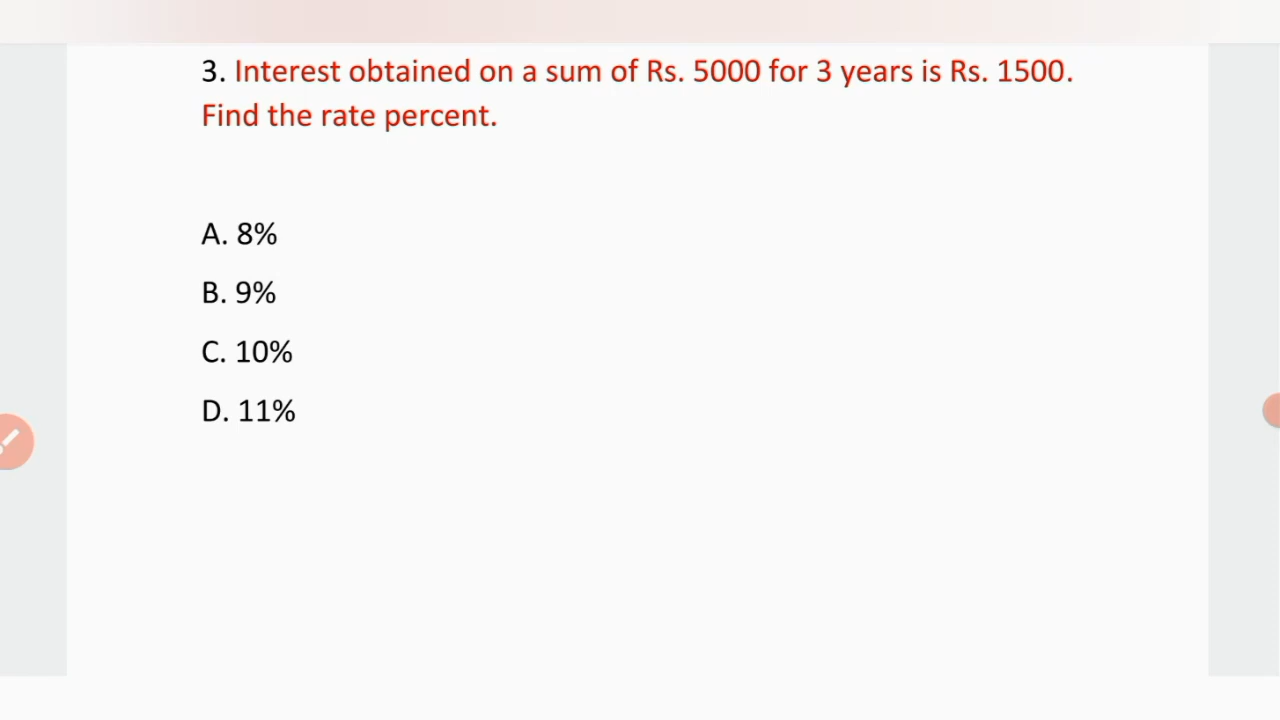 3. Interest obtained on a sum of Rs. 5000 for 3 years is Rs. 1500.
Find the rate percent.
A. 8%
B. 9%
C. 10%
D. 11%